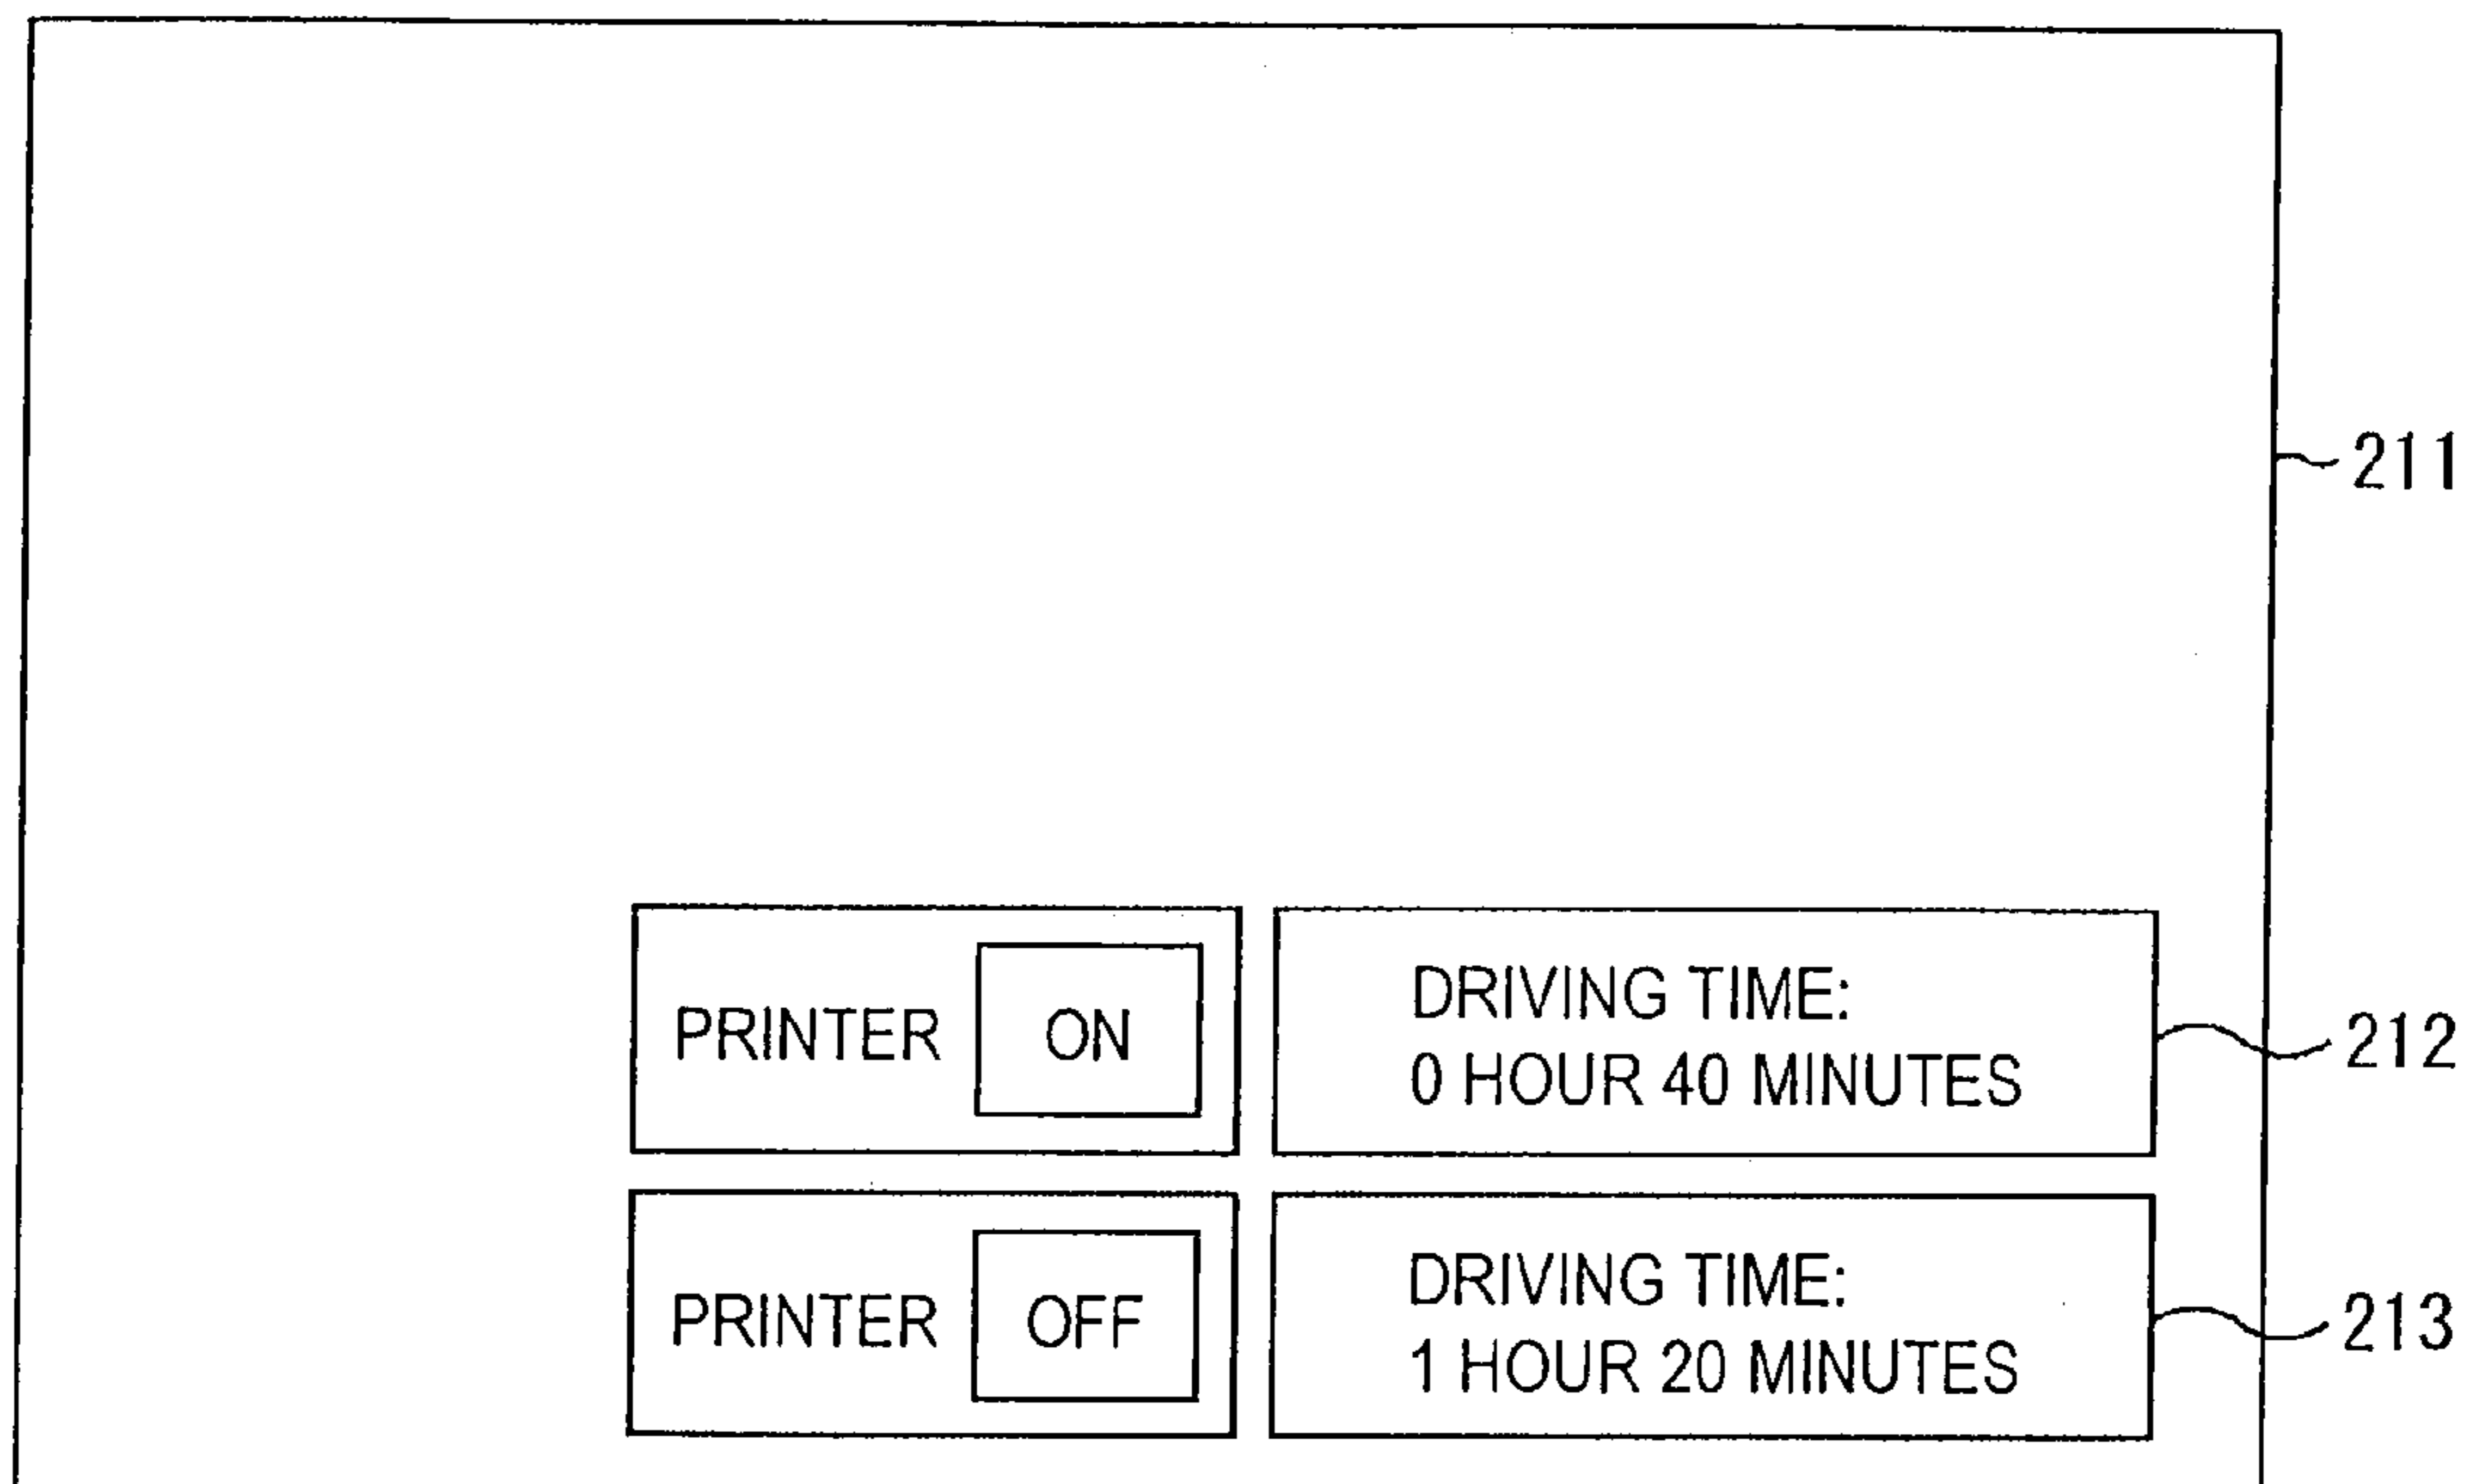 211
PRINTER ON
DRIVING TIME:
0 HOUR 40 MINUTES
212
PRINTER OFF
DRIVING TIME:
1 HOUR 20 MINUTES
213